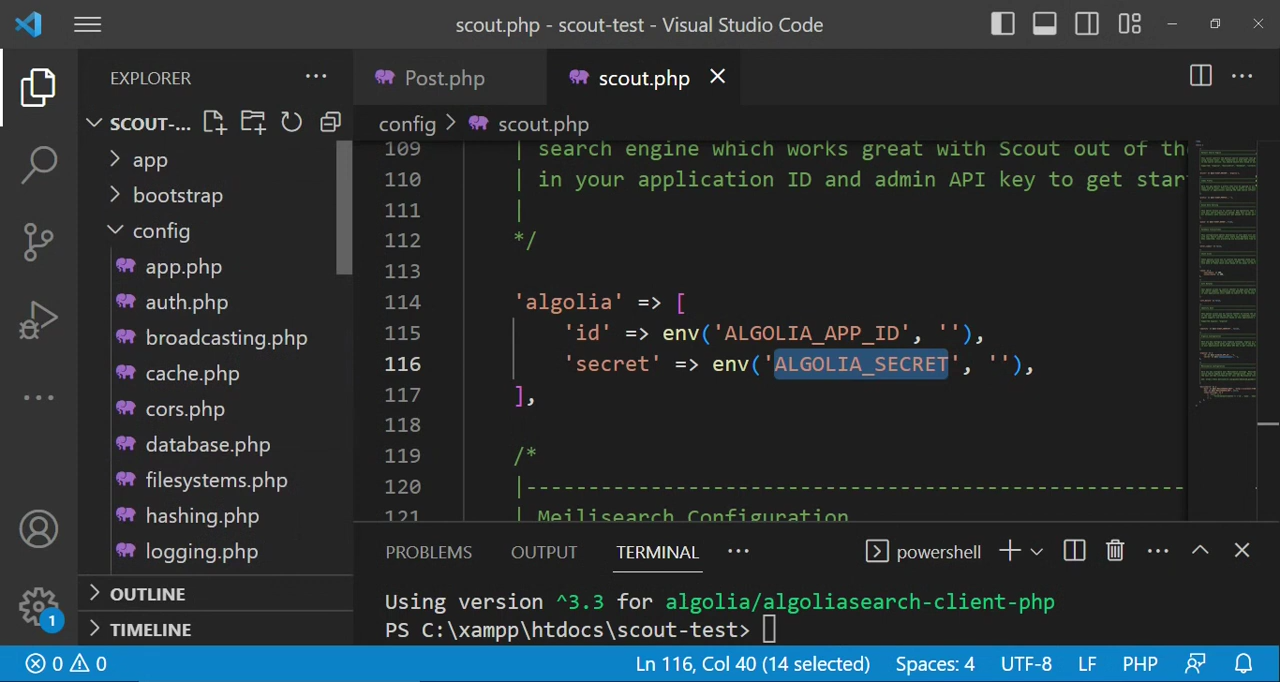 scout.php - scout-test - Visual Studio Code
EXPLORER
SCOUT-...
app
bootstrap
config
app.php
auth.php
broadcasting.php
cache.php
cors.php
database.php
filesystems.php
hashing.php
logging.php
OUTLINE
TIMELINE
1
Post.php
scout.php
config > scout.php
109 | search engine which works great with Scout out of the
110 | in your application ID and admin API key to get star
111 |
112 */
113
114 'algolia' => [
115 'id' => env('ALGOLIA_APP_ID', ''),
116 'secret' => env('ALGOLIA_SECRET', ''),
117 ],
118
119 /*
120 |-----------------------------------------------------
121 | Meilisearch Configuration
PROBLEMS OUTPUT TERMINAL ... powershell
Using version ^3.3 for algolia/algoliasearch-client-php
PS C:\xampp\htdocs\scout-test>
0 0 Ln 116, Col 40 (14 selected) Spaces: 4 UTF-8 LF PHP